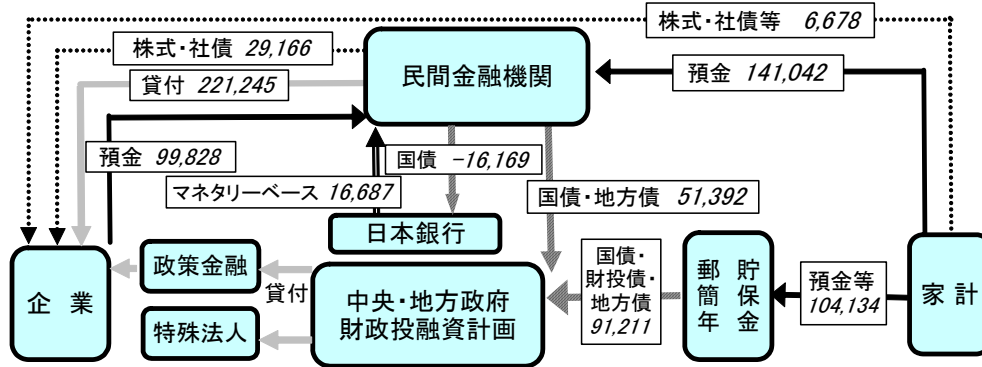 株式・社債等 6,678
株式・社債 29,166
貸付 221,245
民間金融機関
預金 141,042
預金 99,828
国債 -16,169
マネタリーベース 16,687
国債・地方債 51,392
日本銀行
企 業
政策金融
特殊法人
貸付
中央・地方政府
財政投融資計画
国債・
財投債・
地方債
91,211
郵 貯
簡 保
年 金
預金等
104,134
家 計